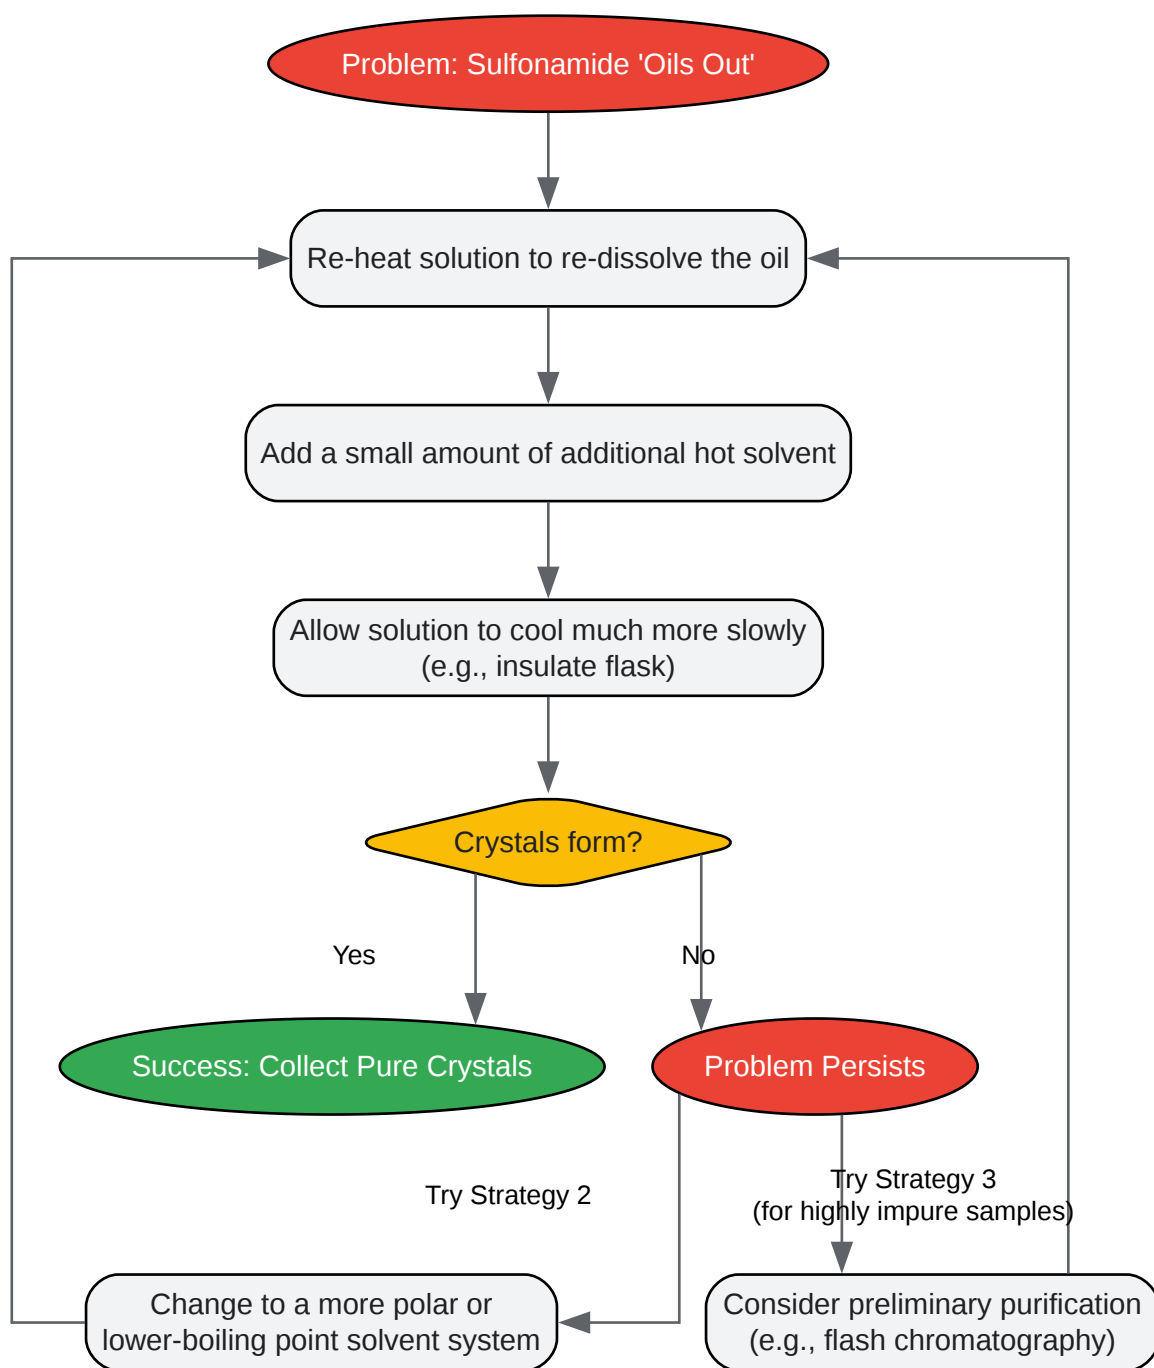 Problem: Sulfonamide 'Oils Out'
Re-heat solution to re-dissolve the oil
Add a small amount of additional hot solvent
Allow solution to cool much more slowly
(e.g., insulate flask)
Crystals form?
Yes
No
Success: Collect Pure Crystals
Problem Persists
Try Strategy 2
Try Strategy 3
(for highly impure samples)
Change to a more polar or
lower-boiling point solvent system
Consider preliminary purification
(e.g., flash chromatography)